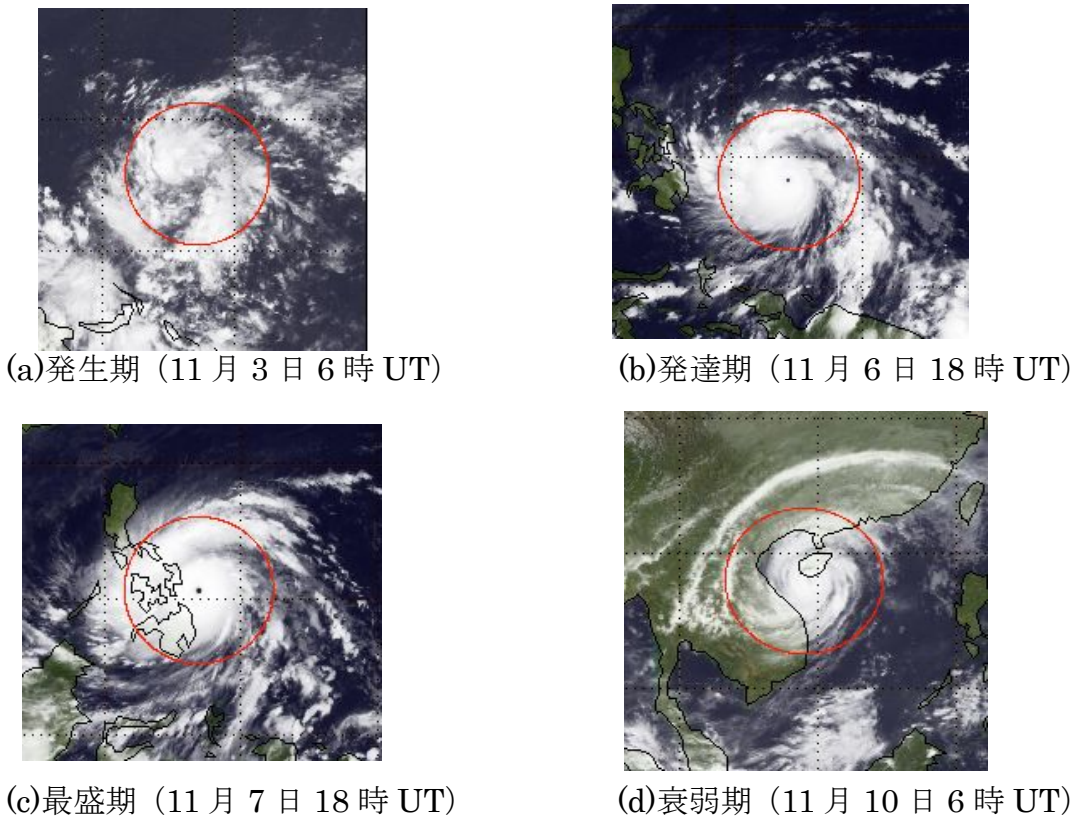 (a)発生期（11 月 3 日 6 時 UT）
(b)発達期（11 月 6 日 18 時 UT）
(c)最盛期（11 月 7 日 18 時 UT）
(d)衰弱期（11 月 10 日 6 時 UT）